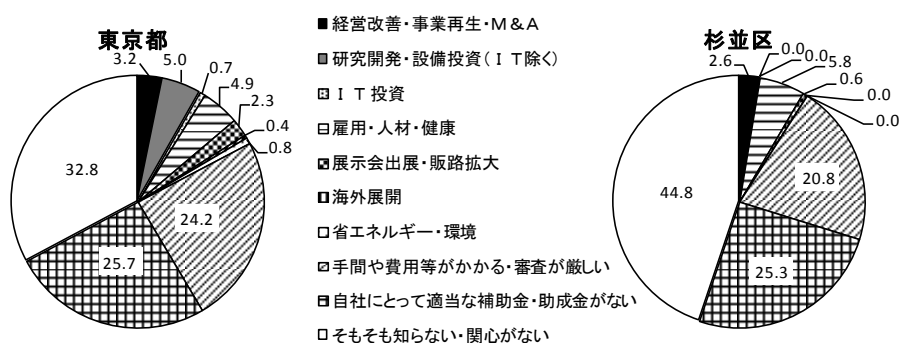 東京都
3.2
5.0
0.7
4.9
2.3
0.4
0.8
24.2
25.7
32.8
■経営改善・事業再生・M&A
■研究開発・設備投資(IT除く)
IT投資
雇用・人材・健康
展示会出展・販路拡大
海外展開
□省エネルギー・環境
手間や費用等がかかる・審査が厳しい
自社にとって適当な補助金・助成金がない
□そもそも知らない・関心がない
杉並区
2.6
0.0
0.0
5.8
0.6
0.0
0.0
20.8
25.3
44.8